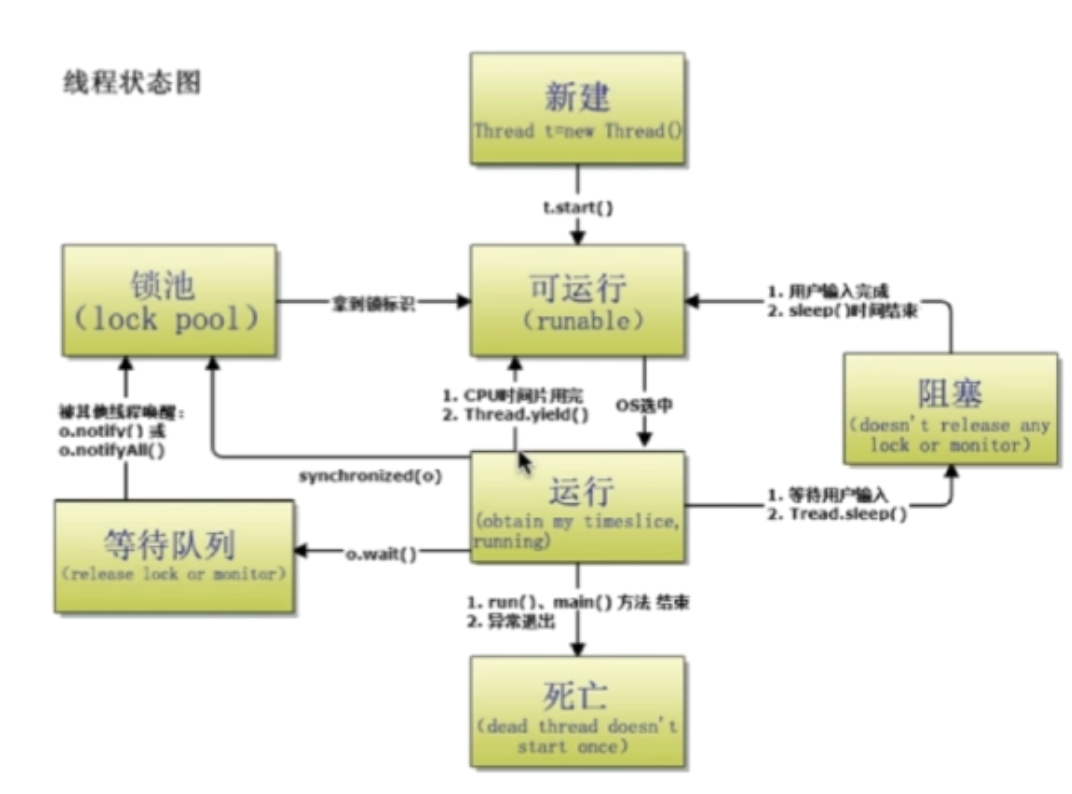 线程状态图
新建
Thread t=new Thread()
t.start()
锁池
(lock pool)
拿到锁标识
可运行
(runable)
1. 用户输入完成
2. sleep()时间结束
阻塞
(doesn't release any
lock or monitor)
被其他线程唤醒:
o.notify() 或
o.notifyAll()
1. CPU时间片用完
2. Thread.yield()
OS选中
synchronized(o)
运行
(obtain my timeslice,
running)
1. 等待用户输入
2. Tread.sleep()
等待队列
(release lock or monitor)
o.wait()
1. run()、main() 方法 结束
2. 异常退出
死亡
(dead thread doesn't
start once)